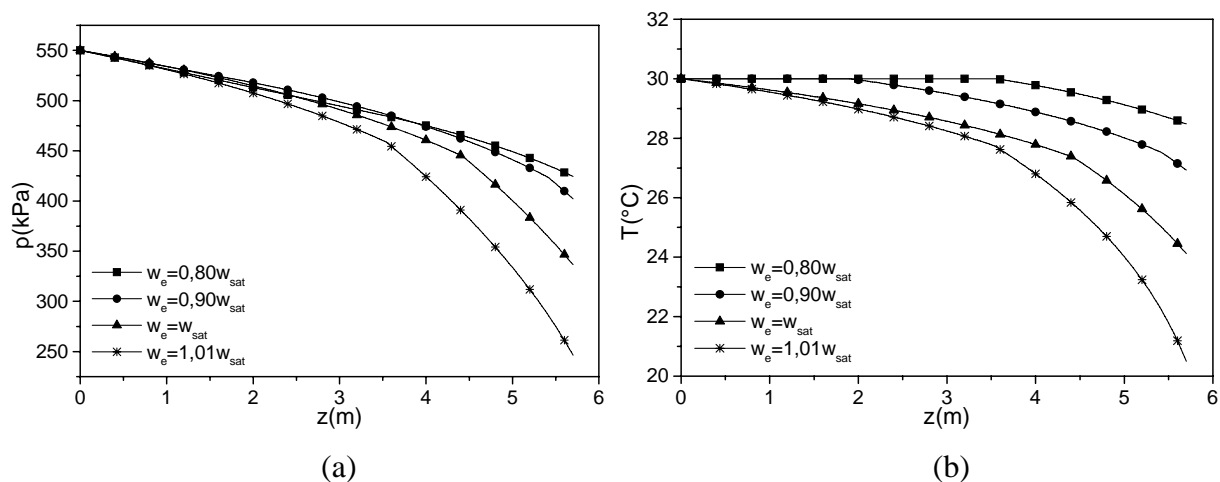 550
500
450
400
350
300
250
p(kPa)
0 1 2 3 4 5 6
z(m)
w_e=0,80w_sat
w_e=0,90w_sat
w_e=w_sat
w_e=1,01w_sat
(a)
32
30
28
26
24
22
20
T(°C)
0 1 2 3 4 5 6
z(m)
w_e=0,80w_sat
w_e=0,90w_sat
w_e=w_sat
w_e=1,01w_sat
(b)